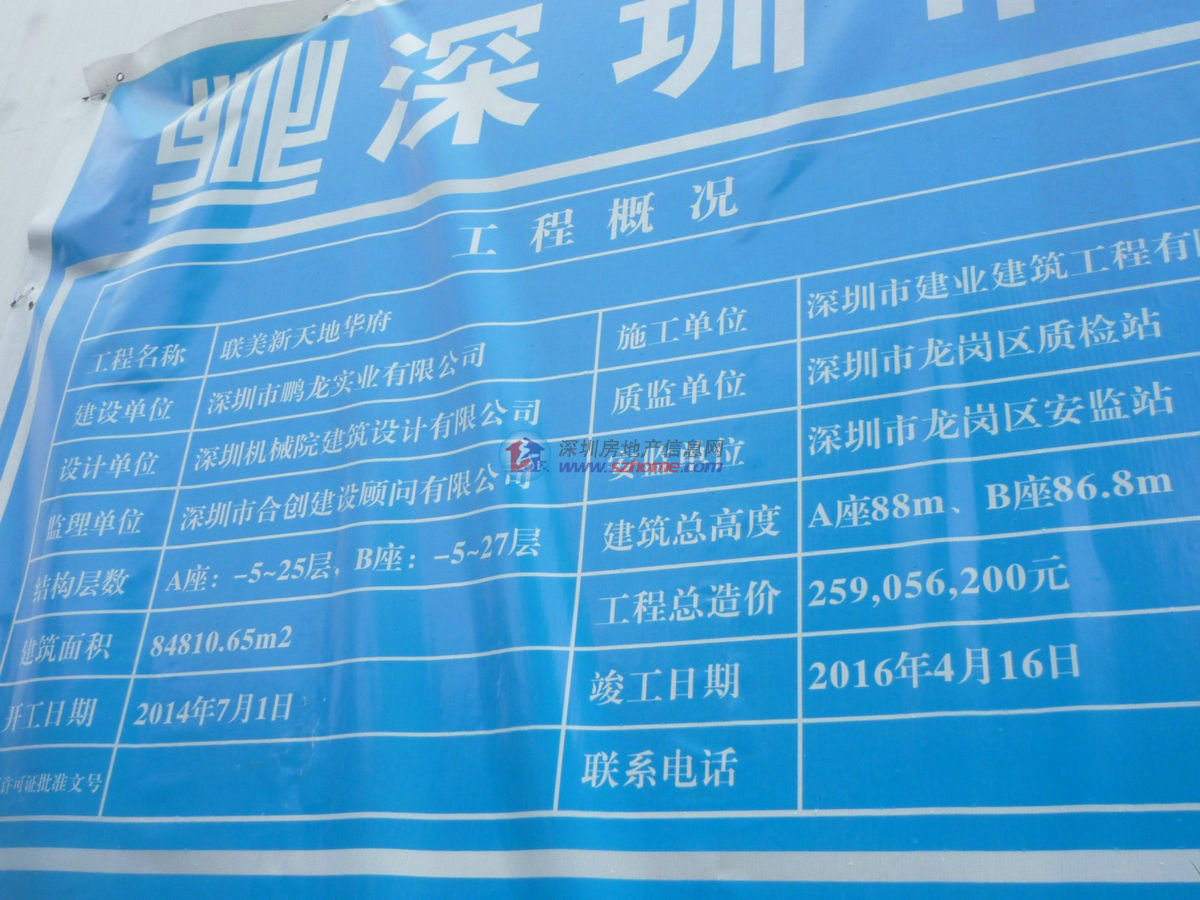 深圳
工程概况
工程名称 联美新天地华府 施工单位 深圳市建业建筑工程有
建设单位 深圳市鹏龙实业有限公司 质监单位 深圳市龙岗区质检站
设计单位 深圳机械院建筑设计有限公司 安监单位 深圳市龙岗区安监站
监理单位 深圳市合创建设顾问有限公司 建筑总高度 A座88m、B座86.8m
结构层数 A座：-5~25层, B座：-5~27层 工程总造价 259,056,200元
建筑面积 84810.65m2 竣工日期 2016年4月16日
开工日期 2014年7月1日 联系电话
许可证批准文号
深圳房地产信息网
www.szhome.com